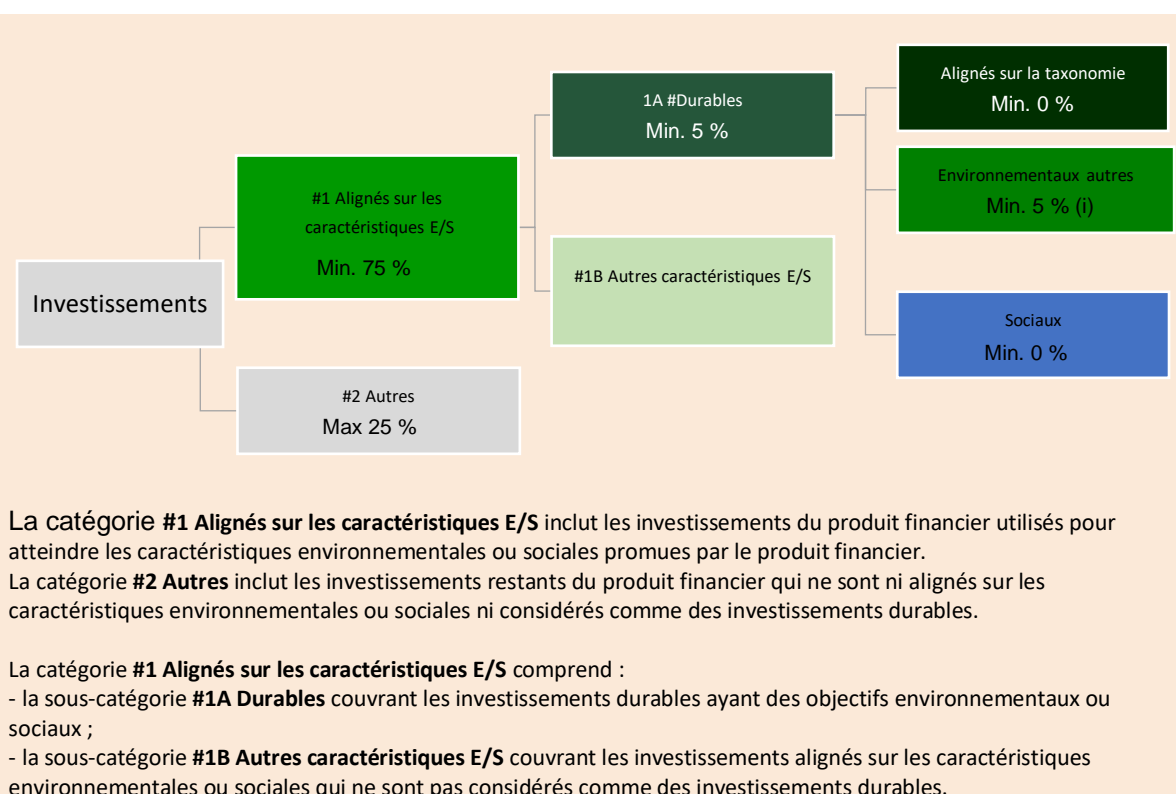 Investissements
#1 Alignés sur les
caractéristiques E/S
Min. 75 %
#2 Autres
Max 25 %
1A #Durables
Min. 5 %
#1B Autres caractéristiques E/S
Alignés sur la taxonomie
Min. 0 %
Environnementaux autres
Min. 5 % (i)
Sociaux
Min. 0 %
La catégorie #1 Alignés sur les caractéristiques E/S inclut les investissements du produit financier utilisés pour
atteindre les caractéristiques environnementales ou sociales promues par le produit financier.
La catégorie #2 Autres inclut les investissements restants du produit financier qui ne sont ni alignés sur les
caractéristiques environnementales ou sociales ni considérés comme des investissements durables.
La catégorie #1 Alignés sur les caractéristiques E/S comprend :
- la sous-catégorie #1A Durables couvrant les investissements durables ayant des objectifs environnementaux ou
sociaux ;
- la sous-catégorie #1B Autres caractéristiques E/S couvrant les investissements alignés sur les caractéristiques
environnementales ou sociales qui ne sont pas considérés comme des investissements durables.